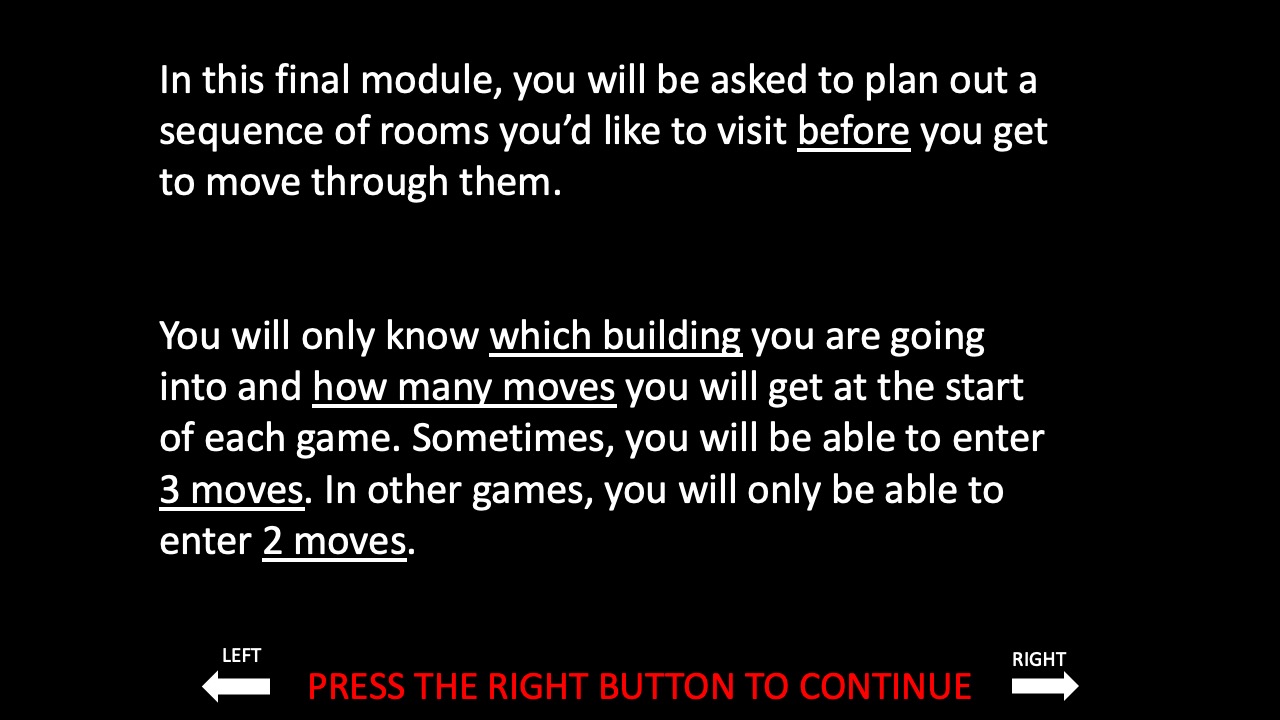 In this final module, you will be asked to plan out a
sequence of rooms you’d like to visit before you get
to move through them.
You will only know which building you are going
into and how many moves you will get at the start
of each game. Sometimes, you will be able to enter
3 moves. In other games, you will only be able to
enter 2 moves.
LEFT
RIGHT
PRESS THE RIGHT BUTTON TO CONTINUE